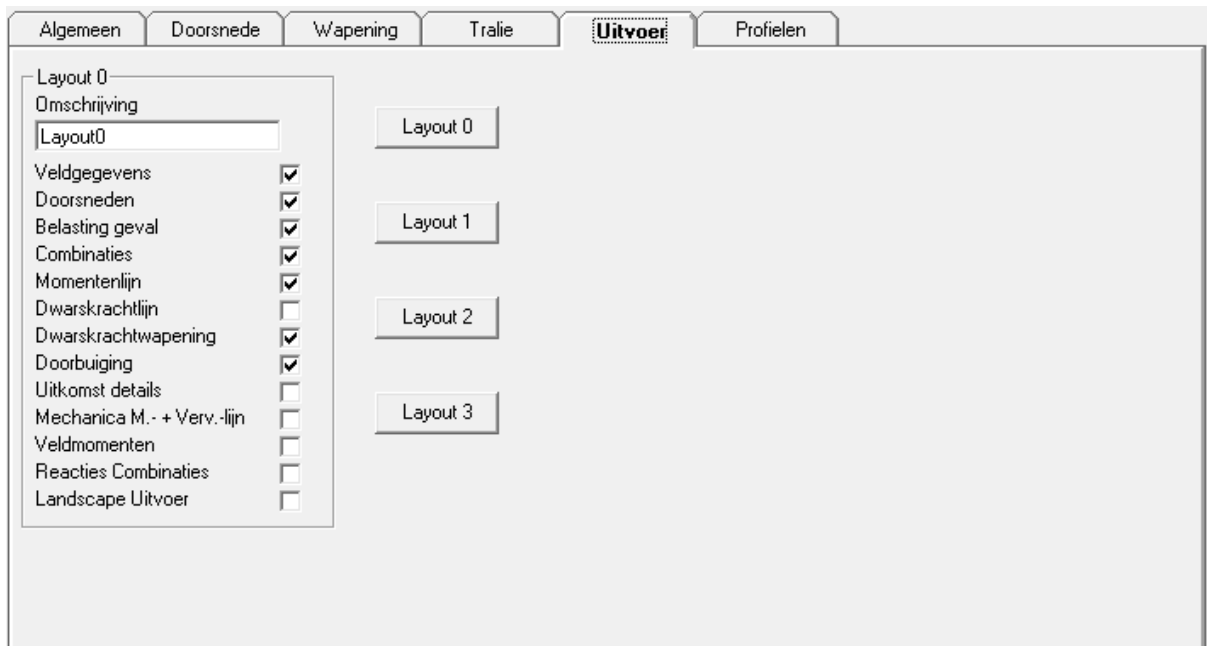 Algemeen Doorsnede Wapening Tralie Uitvoer Profielen
Layout 0
Omschrijving
Layout0
Veldgegevens
Doorsneden
Belasting geval
Combinaties
Momentenlijn
Dwarskrachtlijn
Dwarskrachtwapening
Doorbuiging
Uitkomst details
Mechanica M.- + Verv.-lijn
Veldmomenten
Reacties Combinaties
Landscape Uitvoer
Layout 0
Layout 1
Layout 2
Layout 3